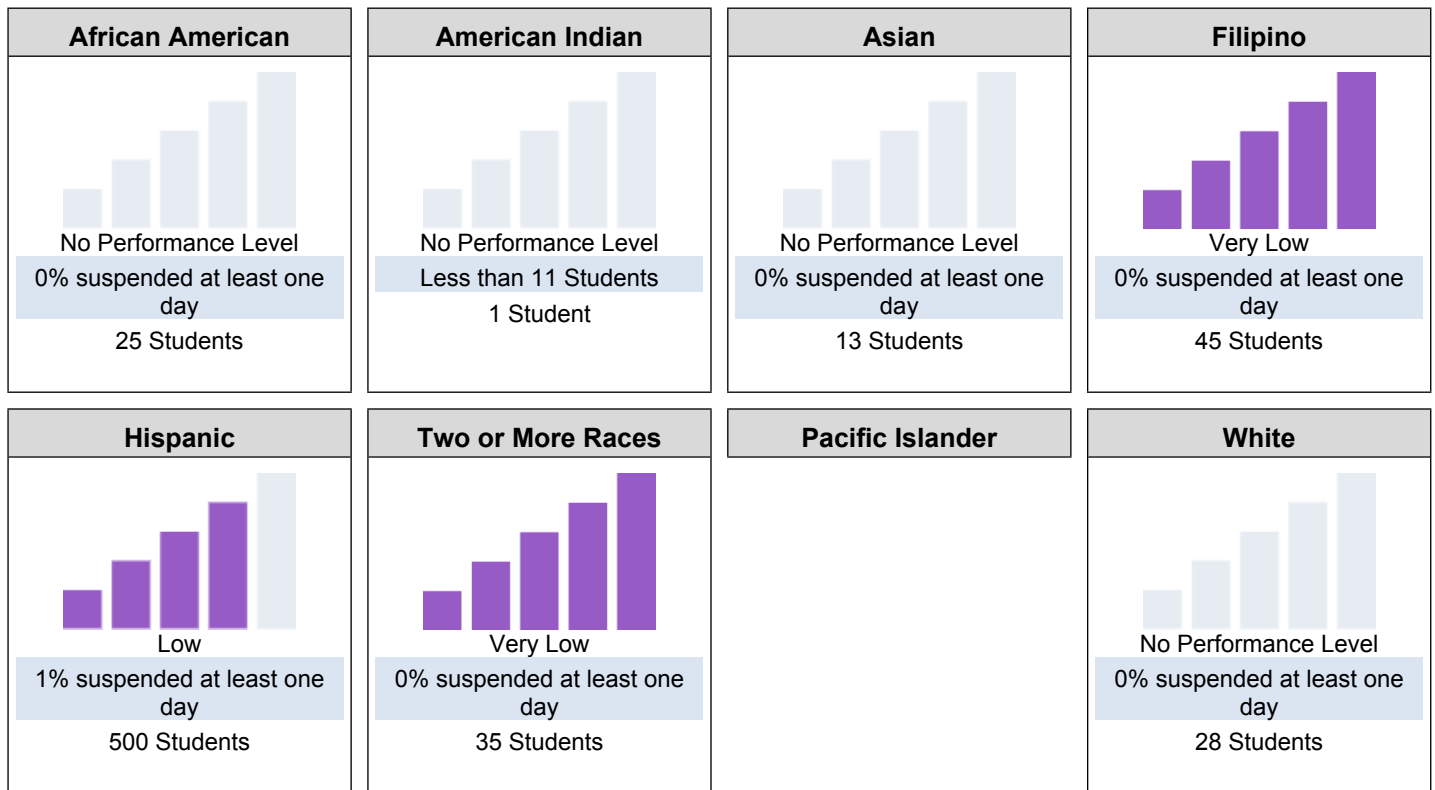 African American
No Performance Level
0% suspended at least one
day
25 Students
American Indian
No Performance Level
Less than 11 Students
1 Student
Asian
No Performance Level
0% suspended at least one
day
13 Students
Filipino
Very Low
0% suspended at least one
day
45 Students
Hispanic
Low
1% suspended at least one
day
500 Students
Two or More Races
Very Low
0% suspended at least one
day
35 Students
Pacific Islander
White
No Performance Level
0% suspended at least one
day
28 Students